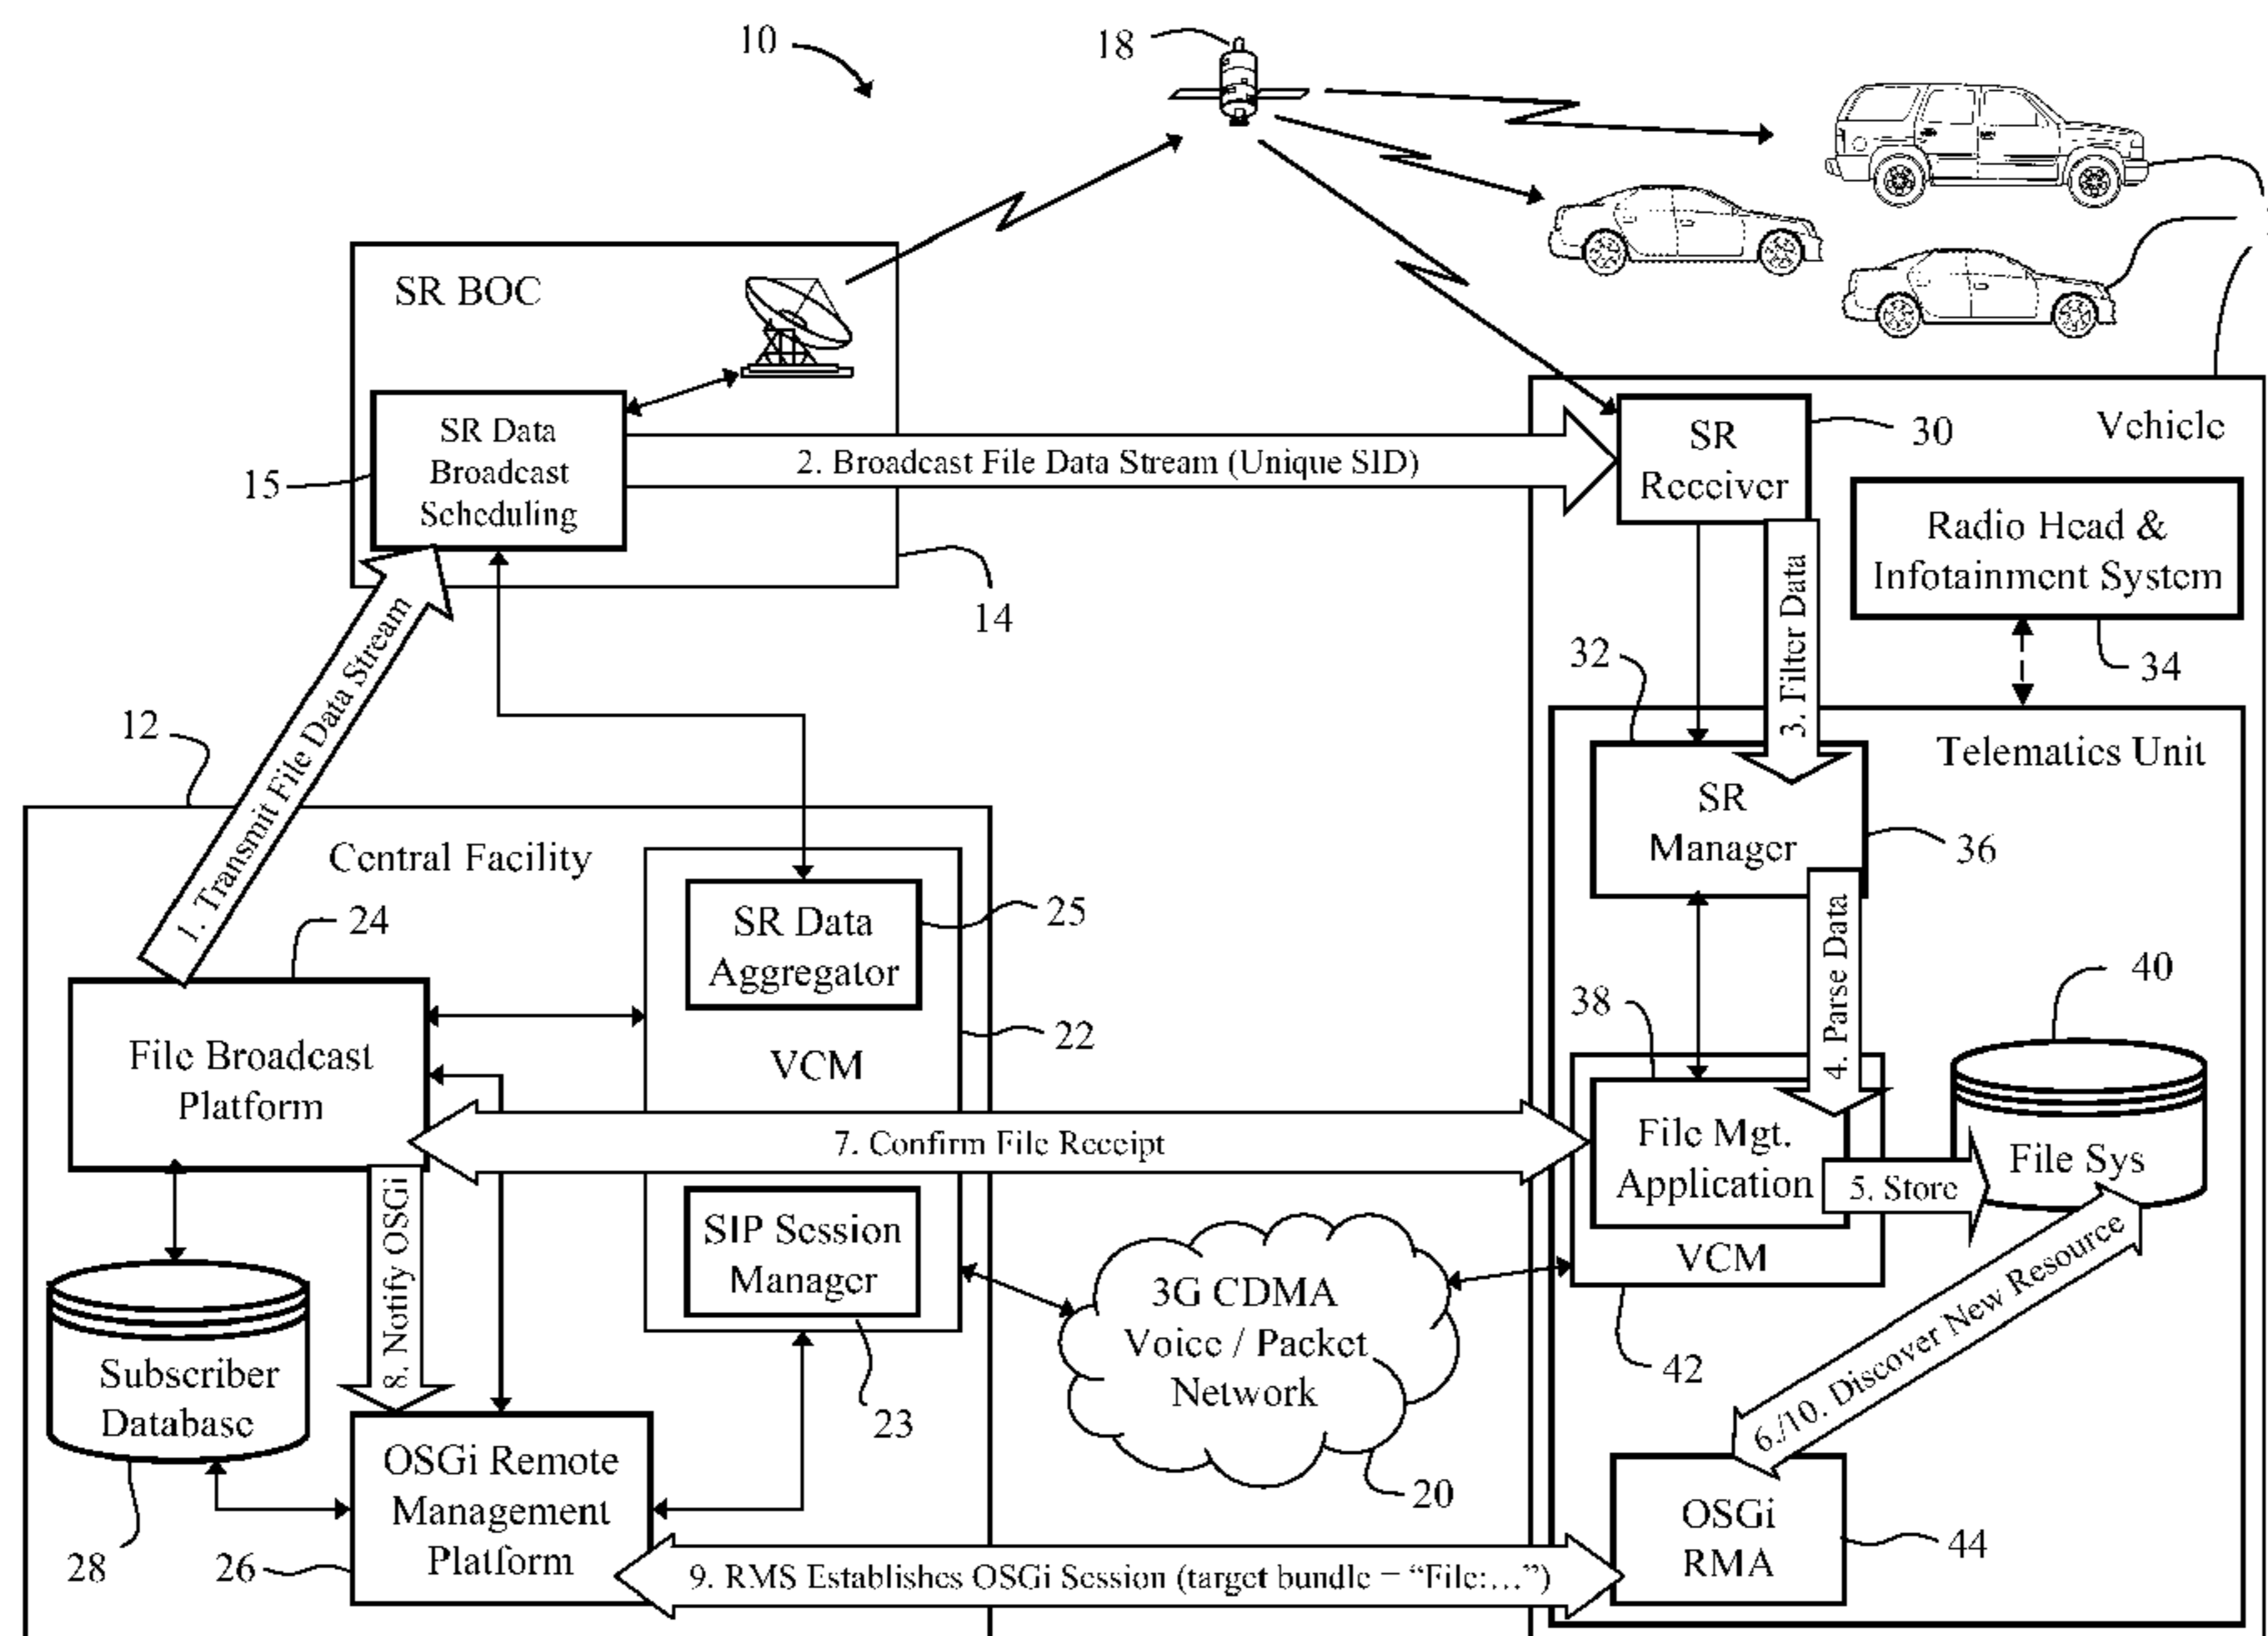 10
18
SR BOC
SR Data
Broadcast
Scheduling
15
2. Broadcast File Data Stream (Unique SID)
SR
Receiver
30
Vehicle
Radio Head &
Infotainment System
34
14
3. Filter Data
32
1. Transmit File Data Stream
12
Telematics Unit
SR
Manager
36
Central Facility
24
SR Data
Aggregator
25
4. Parse Data
40
38
22
VCM
File Broadcast
Platform
7. Confirm File Receipt
File Mgt.
Application
5. Store
File Sys
VCM
42
8. Notify OSGi
SIP Session
Manager
23
3G CDMA
Voice / Packet
Network
20
6./10. Discover New Resource
Subscriber
Database
28
OSGi Remote
Management
Platform
26
9. RMS Establishes OSGi Session (target bundle = “File:...”)
OSGi
RMA
44